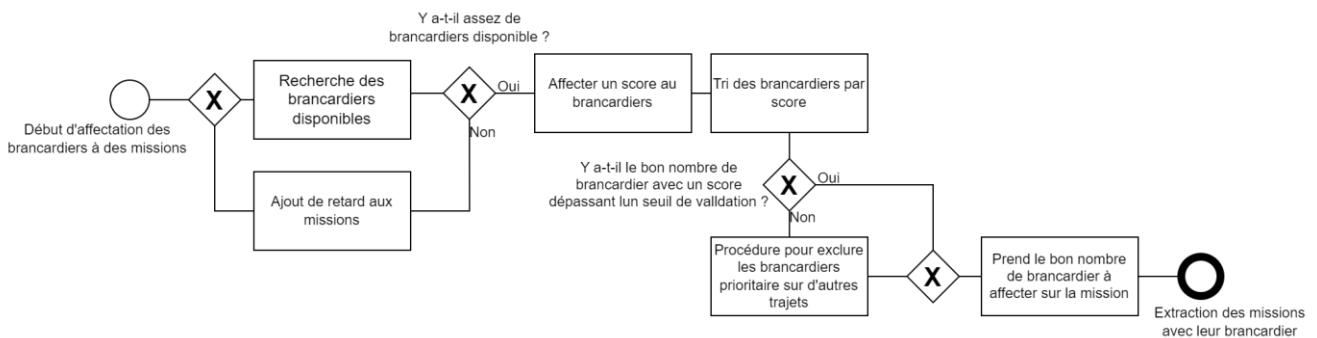 Y a-t-il assez de
brancardiers disponible ?
Début d'affectation des
brancardiers à des missions
X
Recherche des
brancardiers
disponibles
X
Oui
Non
Ajout de retard aux
missions
Affecter un score au
brancardiers
Tri des brancardiers par
score
Y a-t-il le bon nombre de
brancardier avec un score
dépassant lun seuil de valldation ?
X
Oui
Non
Procédure pour exclure
les brancardiers
prioritaire sur d'autres
trajets
X
Prend le bon nombre
de brancardier à
affecter sur la mission
Extraction des missions
avec leur brancardier